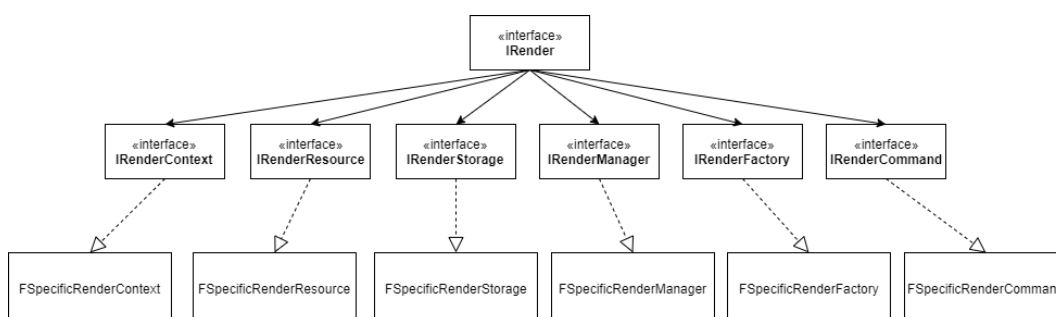 «interface»
IRender
«interface»
IRenderContext
«interface»
IRenderResource
«interface»
IRenderStorage
«interface»
IRenderManager
«interface»
IRenderFactory
«interface»
IRenderCommand
FSpecificRenderContext
FSpecificRenderResource
FSpecificRenderStorage
FSpecificRenderManager
FSpecificRenderFactory
FSpecificRenderComman